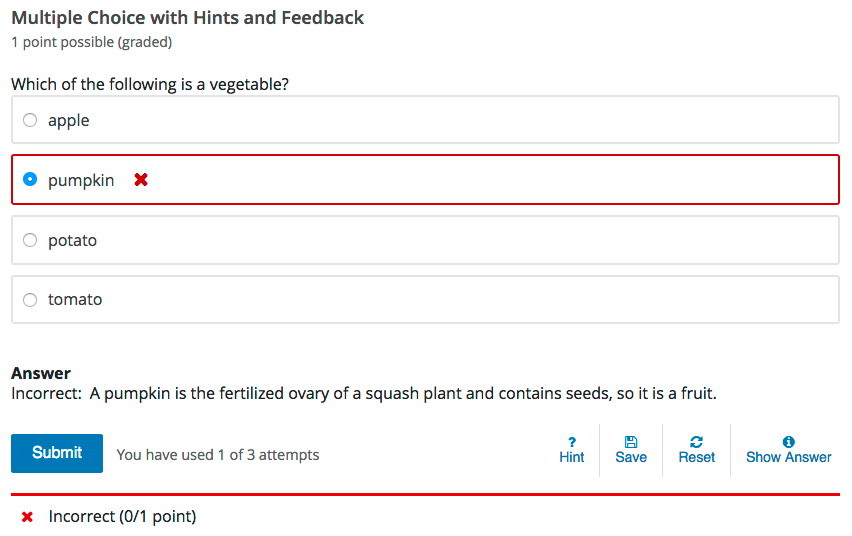 Multiple Choice with Hints and Feedback
1 point possible (graded)
Which of the following is a vegetable?
apple
pumpkin
potato
tomato
Answer
Incorrect: A pumpkin is the fertilized ovary of a squash plant and contains seeds, so it is a fruit.
Submit
You have used 1 of 3 attempts
? Hint
Save
Reset
Show Answer
Incorrect (0/1 point)